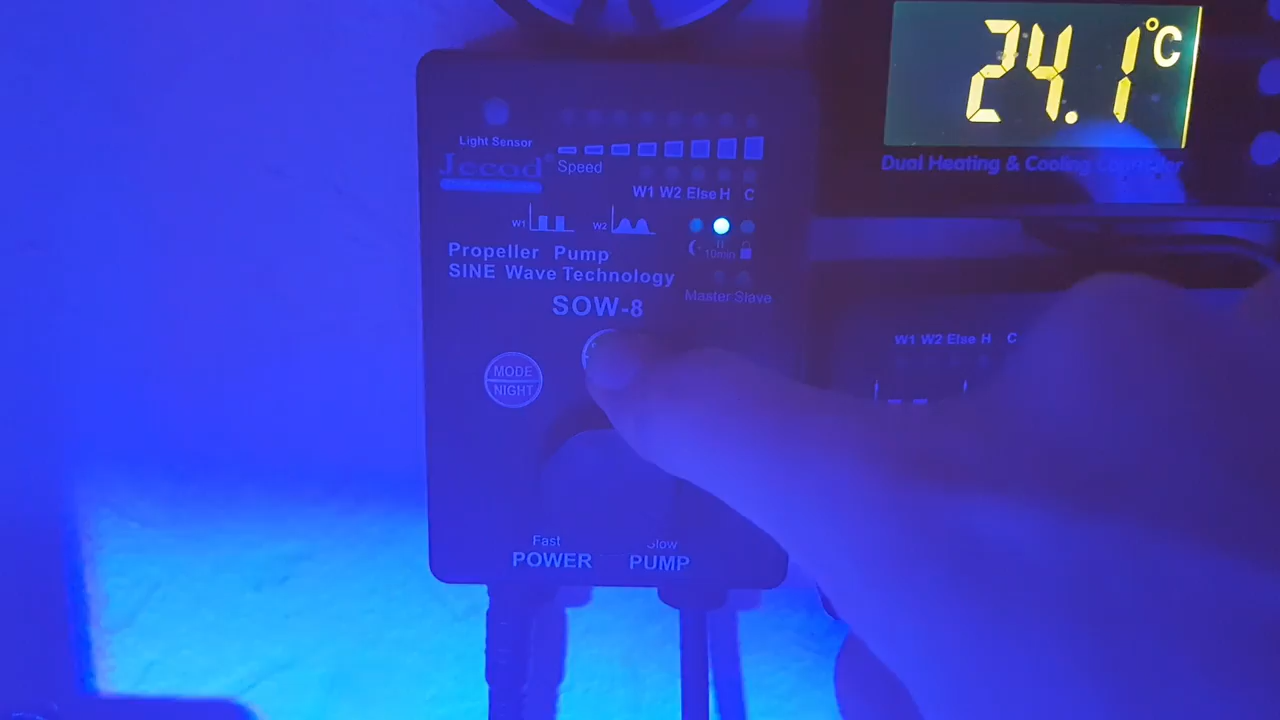 24.1°C
Dual Heating & Cooling Controller
Light Sensor
Jecod®
Speed
W1 W2 Else H C
W1 W2
10min
Propeller Pump
SINE Wave Technology
Master Slave
SOW-8
MODE
NIGHT
W1 W2 Else H C
Fast Slow
POWER PUMP